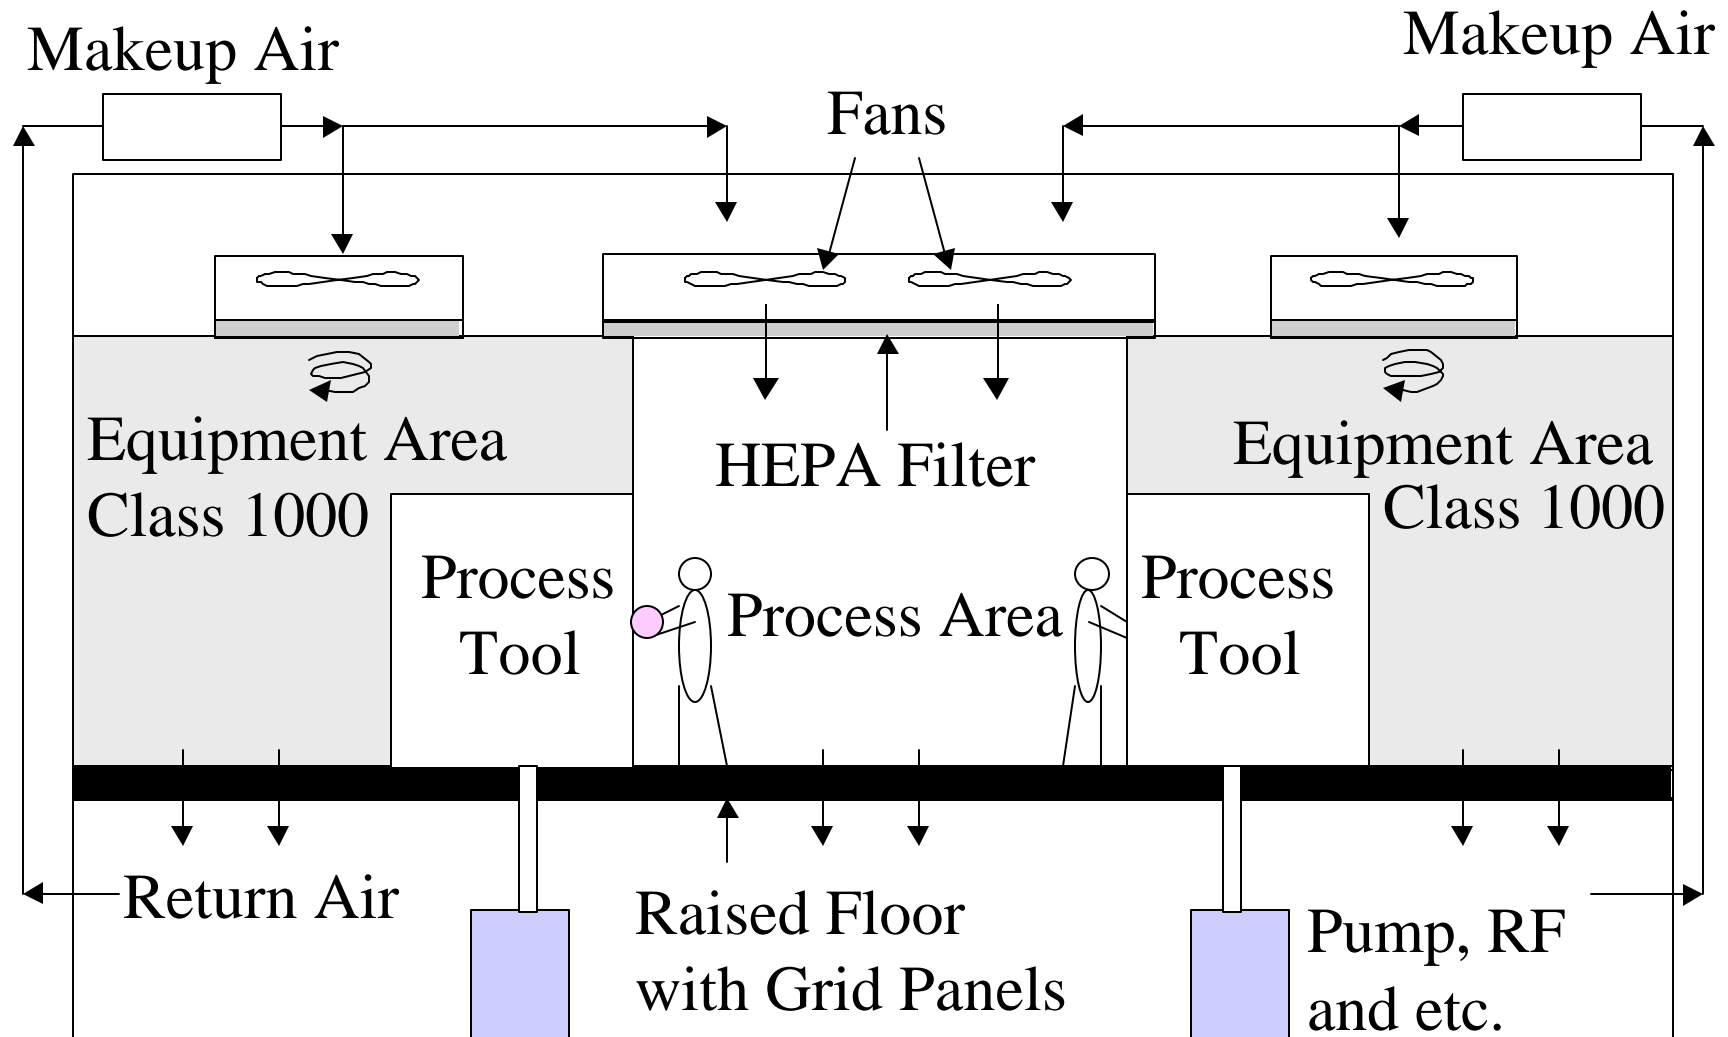 Makeup Air
Makeup Air
Fans
Equipment Area
Class 1000
HEPA Filter
Equipment Area
Class 1000
Process
Tool
Process Area
Process
Tool
Return Air
Raised Floor
with Grid Panels
Pump, RF
and etc.